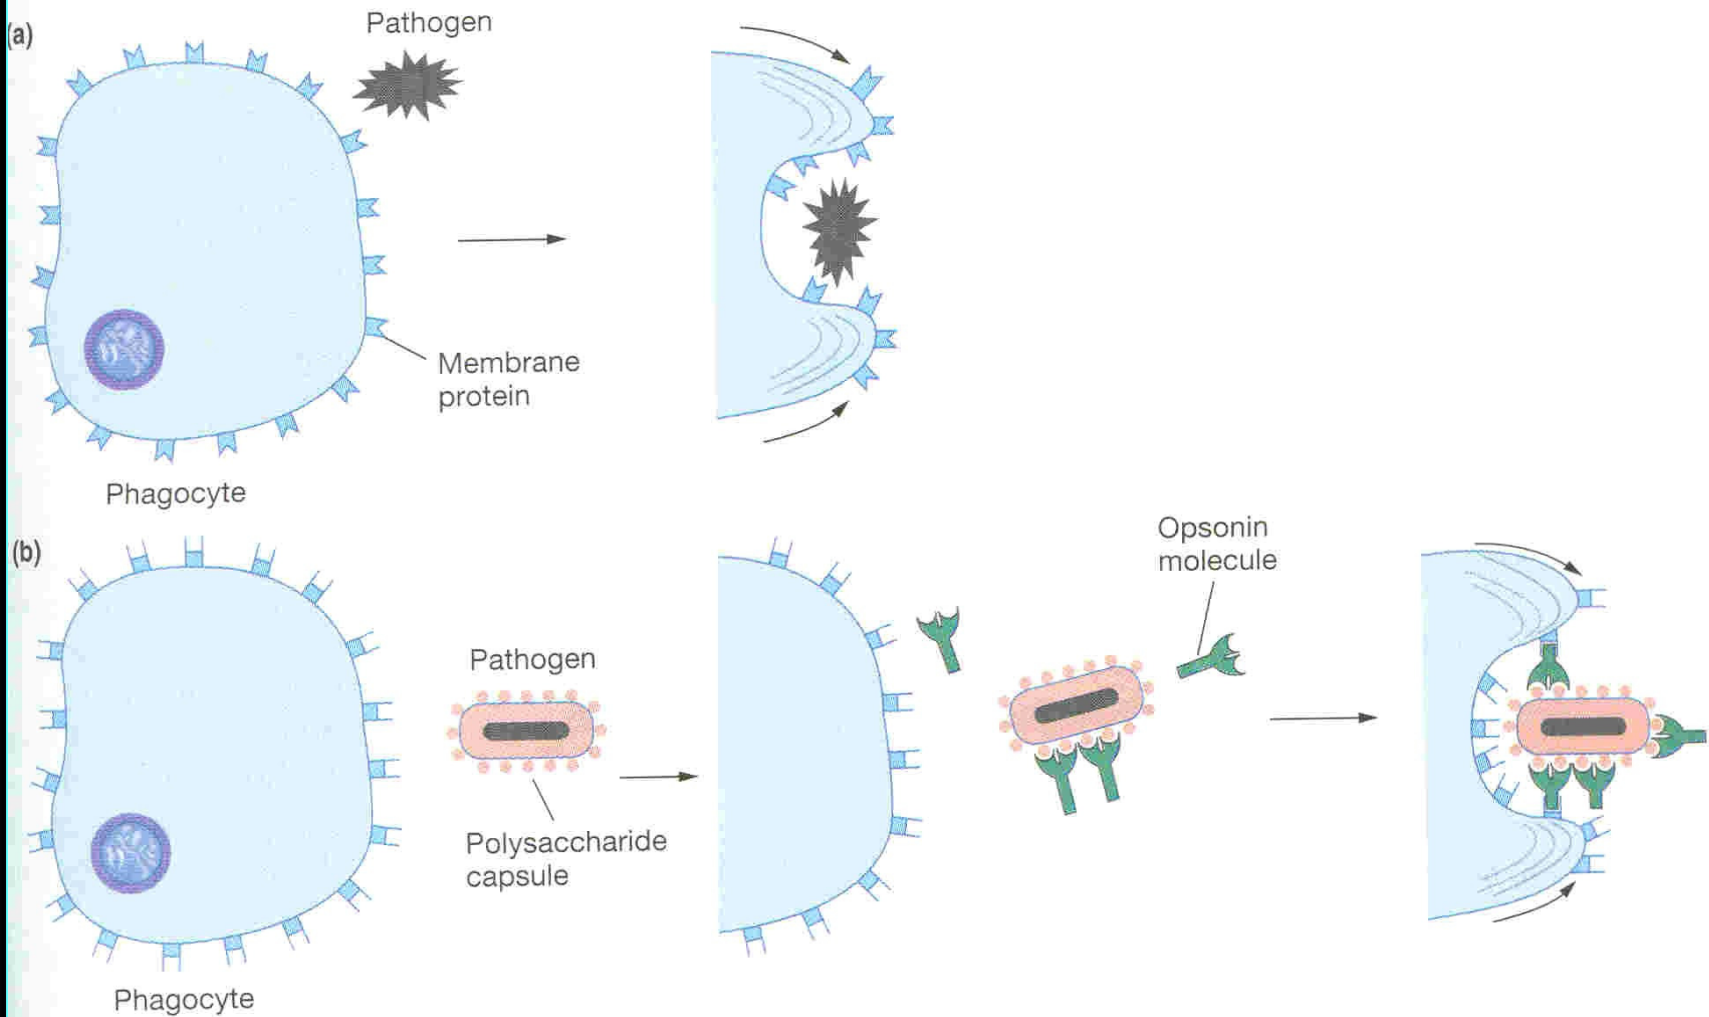 (a)
Pathogen
Membrane
protein
Phagocyte
(b)
Opsonin
molecule
Pathogen
Polysaccharide
capsule
Phagocyte